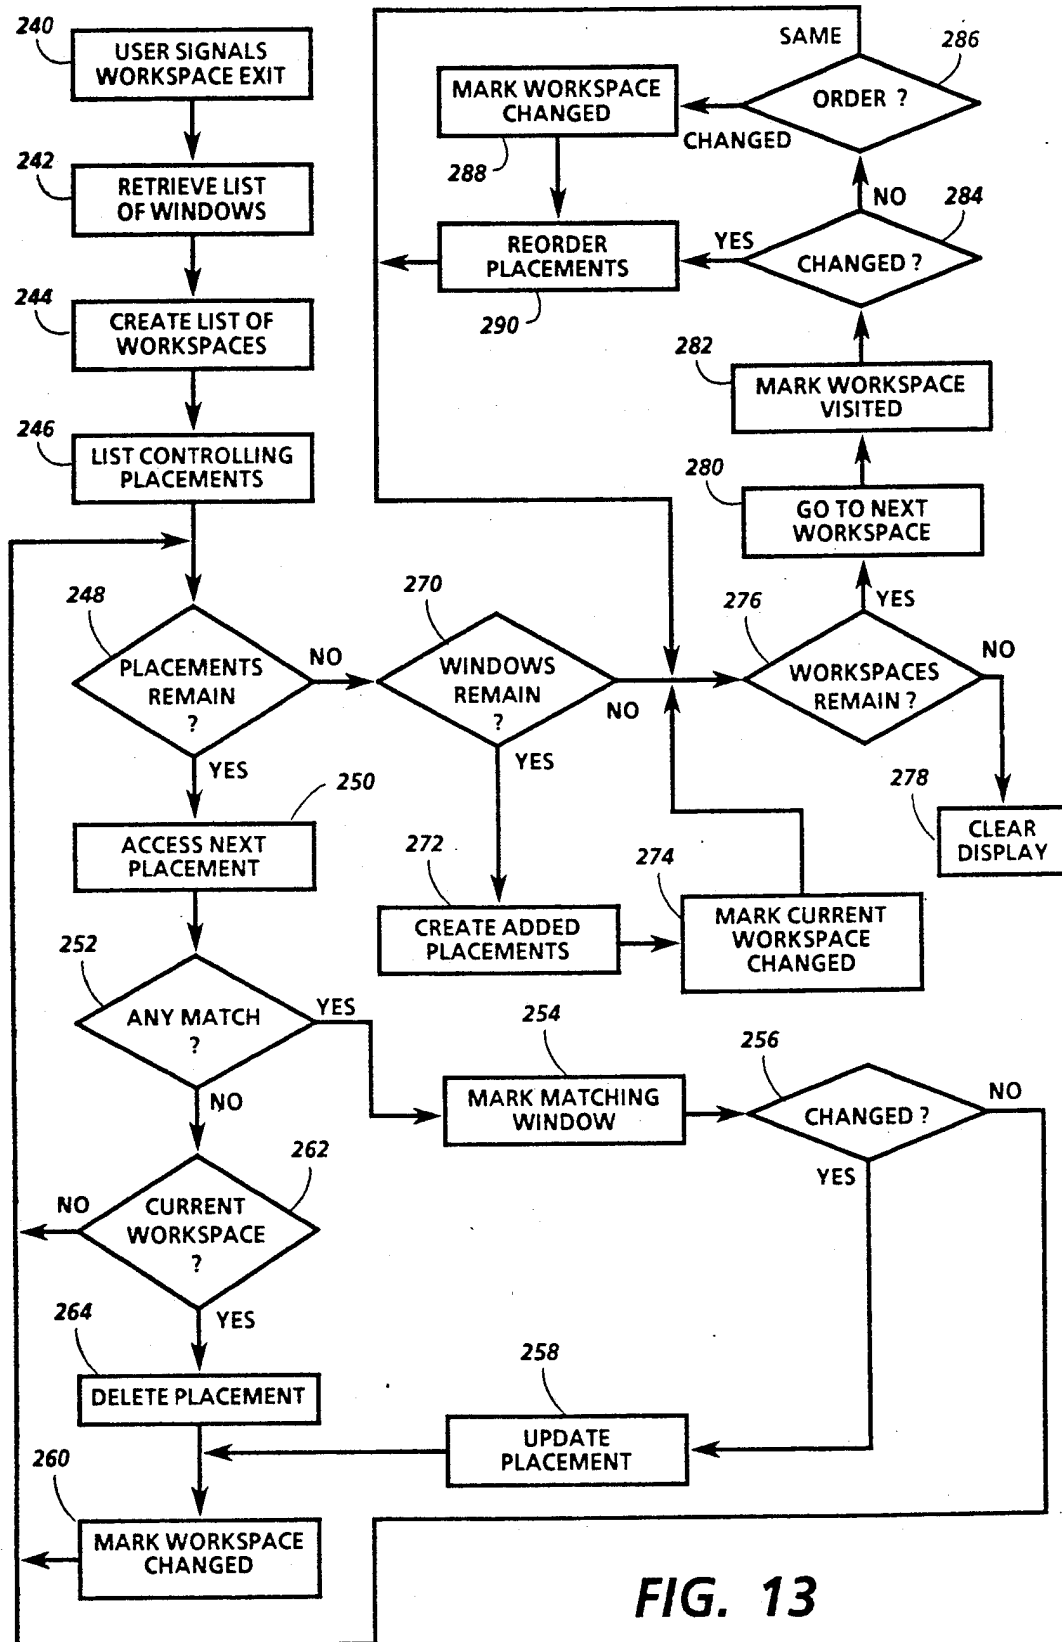 240
USER SIGNALS
WORKSPACE EXIT
242
RETRIEVE LIST
OF WINDOWS
244
CREATE LIST OF
WORKSPACES
246
LIST CONTROLLING
PLACEMENTS
248
PLACEMENTS
REMAIN
?
NO
YES
250
ACCESS NEXT
PLACEMENT
252
ANY MATCH
?
YES
NO
254
MARK MATCHING
WINDOW
256
CHANGED ?
NO
YES
258
UPDATE
PLACEMENT
262
CURRENT
WORKSPACE
?
NO
YES
264
DELETE PLACEMENT
260
MARK WORKSPACE
CHANGED
270
WINDOWS
REMAIN
?
NO
YES
272
CREATE ADDED
PLACEMENTS
274
MARK CURRENT
WORKSPACE
CHANGED
276
WORKSPACES
REMAIN ?
YES
NO
278
CLEAR
DISPLAY
280
GO TO NEXT
WORKSPACE
282
MARK WORKSPACE
VISITED
284
CHANGED ?
YES
NO
286
ORDER ?
SAME
CHANGED
MARK WORKSPACE
CHANGED
288
REORDER
PLACEMENTS
290
FIG. 13